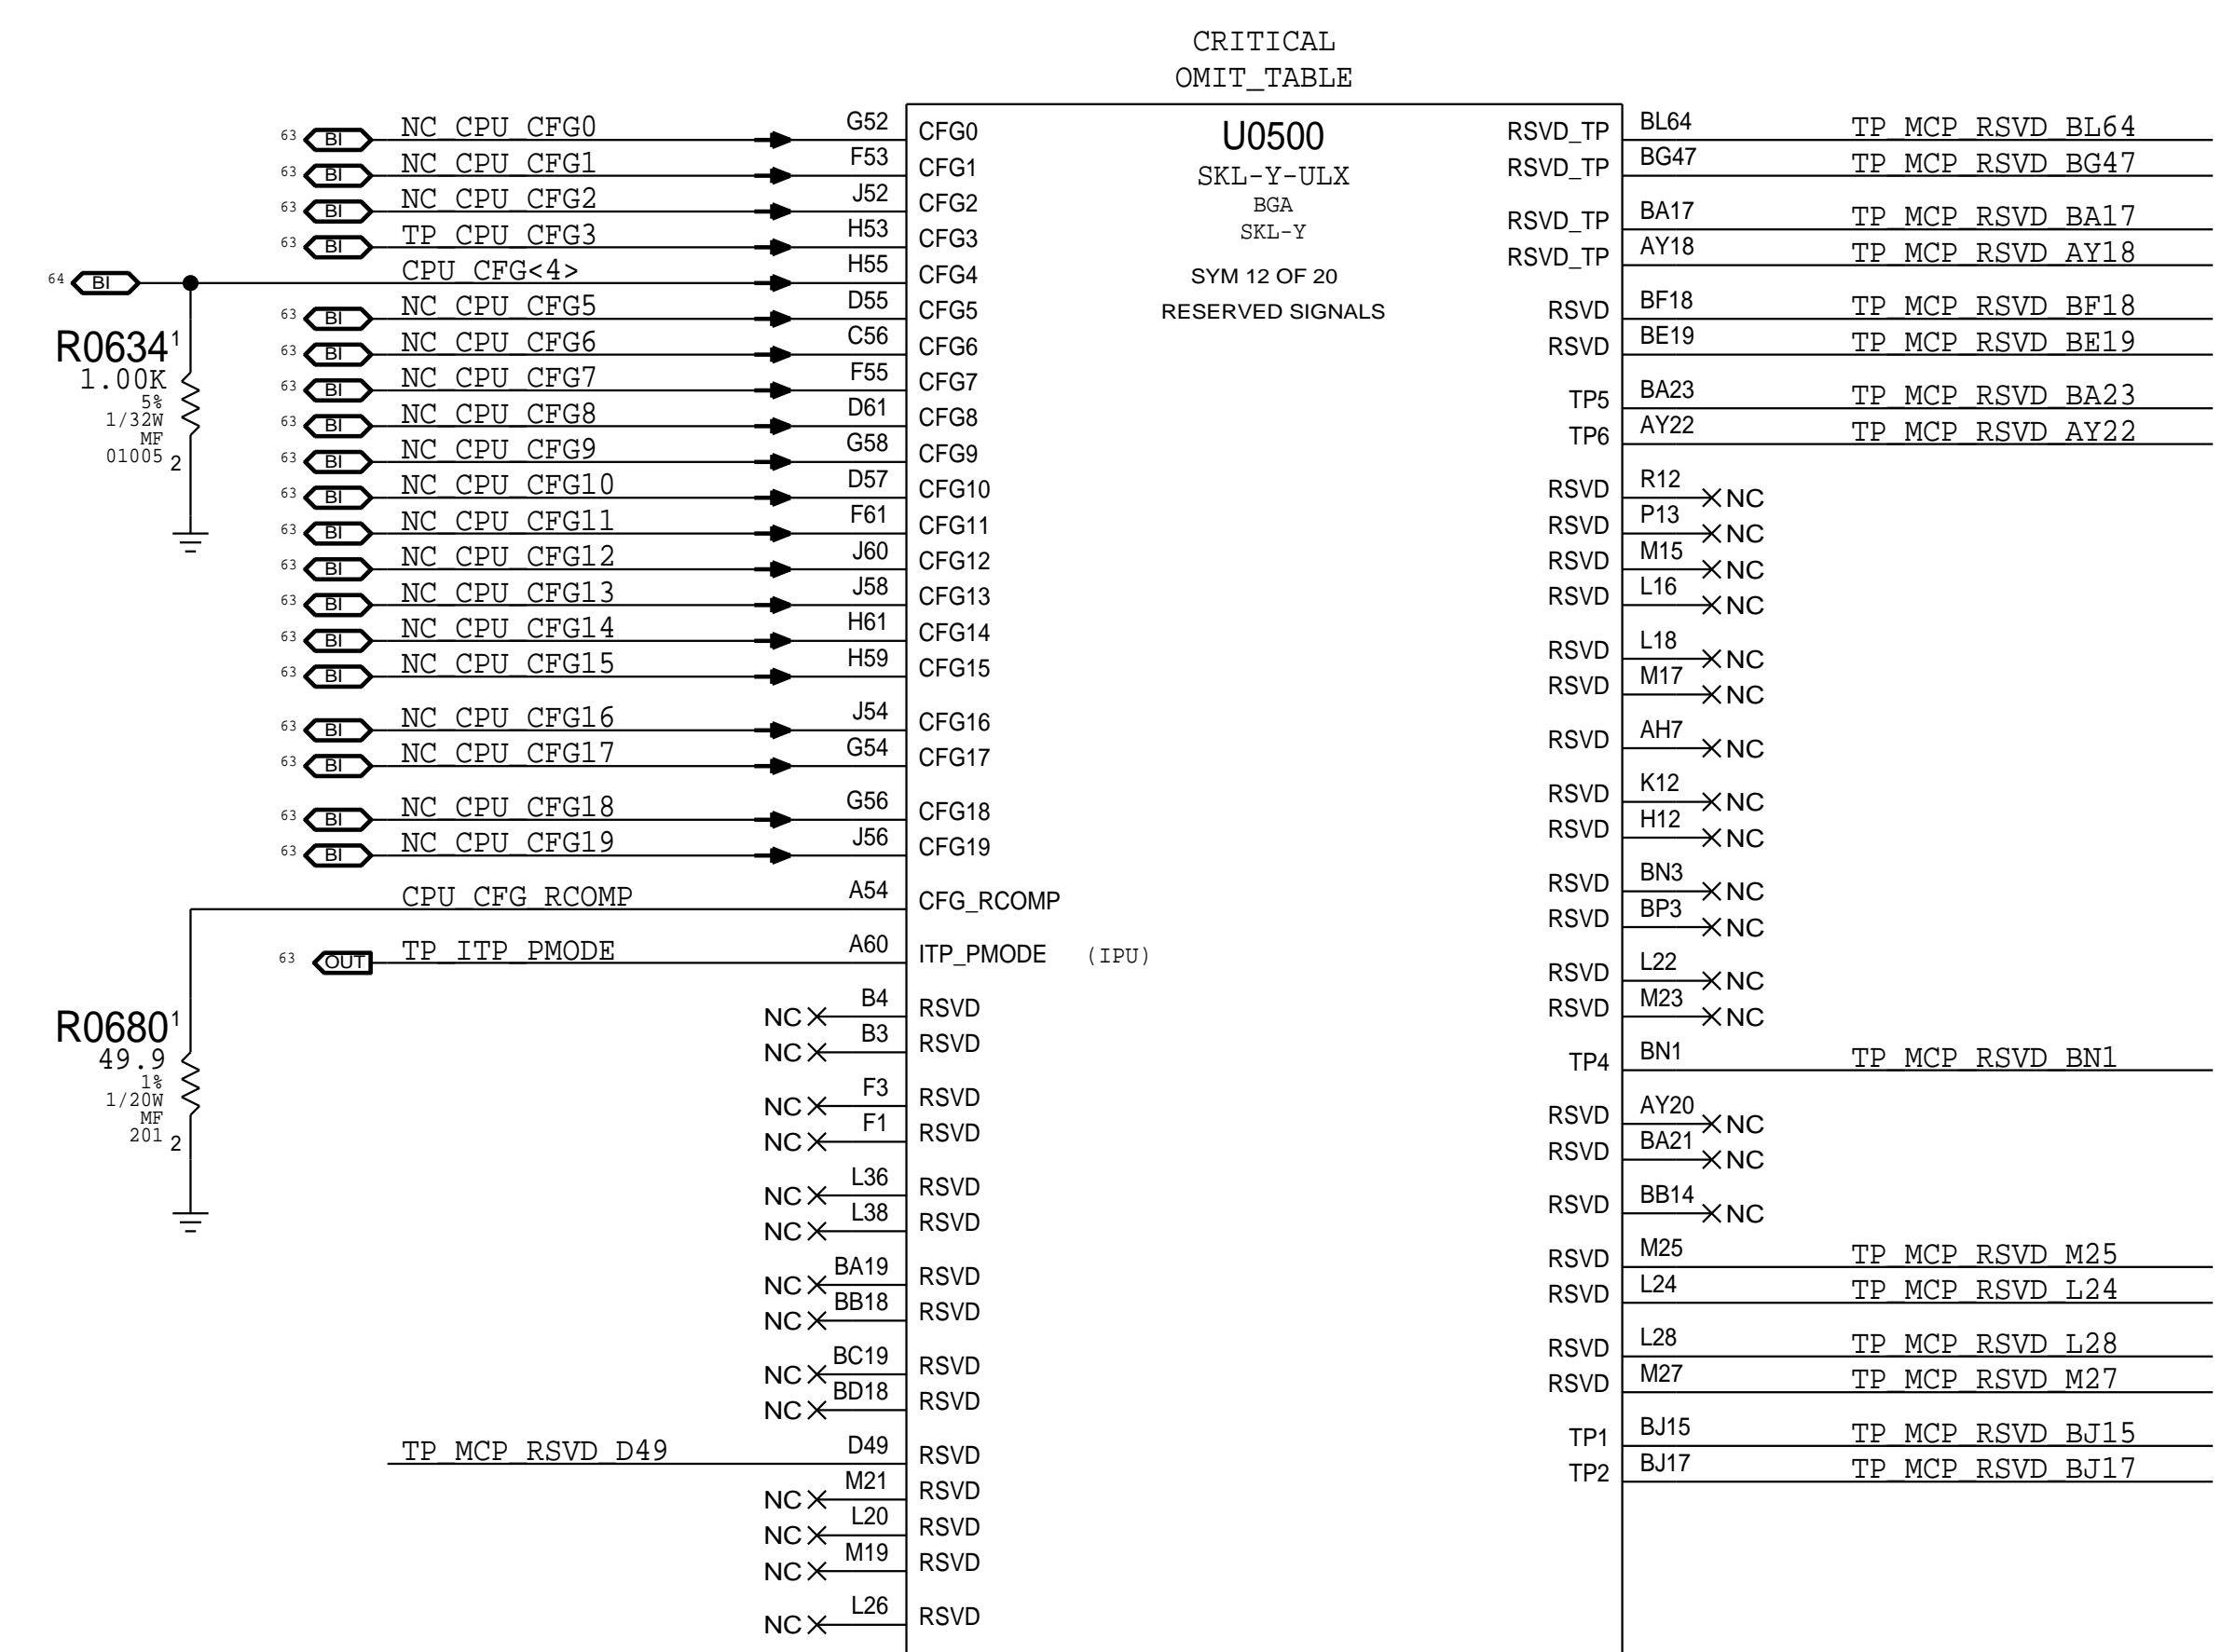 CRITICAL
OMIT_TABLE
U0500
SKL-Y-ULX
BGA
SKL-Y
SYM 12 OF 20
RESERVED SIGNALS
63 BI NC_CPU_CFG0 G52 CFG0
63 BI NC_CPU_CFG1 F53 CFG1
63 BI NC_CPU_CFG2 J52 CFG2
63 BI TP_CPU_CFG3 H53 CFG3
64 BI CPU_CFG<4> H55 CFG4
63 BI NC_CPU_CFG5 D55 CFG5
63 BI NC_CPU_CFG6 C56 CFG6
63 BI NC_CPU_CFG7 F55 CFG7
63 BI NC_CPU_CFG8 D61 CFG8
63 BI NC_CPU_CFG9 G58 CFG9
63 BI NC_CPU_CFG10 D57 CFG10
63 BI NC_CPU_CFG11 F61 CFG11
63 BI NC_CPU_CFG12 J60 CFG12
63 BI NC_CPU_CFG13 J58 CFG13
63 BI NC_CPU_CFG14 H61 CFG14
63 BI NC_CPU_CFG15 H59 CFG15
63 BI NC_CPU_CFG16 J54 CFG16
63 BI NC_CPU_CFG17 G54 CFG17
63 BI NC_CPU_CFG18 G56 CFG18
63 BI NC_CPU_CFG19 J56 CFG19
CPU_CFG_RCOMP A54 CFG_RCOMP
63 OUT TP_ITP_PMODE A60 ITP_PMODE (IPU)
R0634 1
1.00K
5%
1/32W
MF
01005 2
R0680 1
49.9
1%
1/20W
MF
201 2
NC B4 RSVD
NC B3 RSVD
NC F3 RSVD
NC F1 RSVD
NC L36 RSVD
NC L38 RSVD
NC BA19 RSVD
NC BB18 RSVD
NC BC19 RSVD
NC BD18 RSVD
TP_MCP_RSVD_D49 D49 RSVD
NC M21 RSVD
NC L20 RSVD
NC M19 RSVD
NC L26 RSVD
RSVD_TP BL64 TP_MCP_RSVD_BL64
RSVD_TP BG47 TP_MCP_RSVD_BG47
RSVD_TP BA17 TP_MCP_RSVD_BA17
RSVD_TP AY18 TP_MCP_RSVD_AY18
RSVD BF18 TP_MCP_RSVD_BF18
RSVD BE19 TP_MCP_RSVD_BE19
TP5 BA23 TP_MCP_RSVD_BA23
TP6 AY22 TP_MCP_RSVD_AY22
RSVD R12 NC
RSVD P13 NC
RSVD M15 NC
RSVD L16 NC
RSVD L18 NC
RSVD M17 NC
RSVD AH7 NC
RSVD K12 NC
RSVD H12 NC
RSVD BN3 NC
RSVD BP3 NC
RSVD L22 NC
RSVD M23 NC
TP4 BN1 TP_MCP_RSVD_BN1
RSVD AY20 NC
RSVD BA21 NC
RSVD BB14 NC
RSVD M25 TP_MCP_RSVD_M25
RSVD L24 TP_MCP_RSVD_L24
RSVD L28 TP_MCP_RSVD_L28
RSVD M27 TP_MCP_RSVD_M27
TP1 BJ15 TP_MCP_RSVD_BJ15
TP2 BJ17 TP_MCP_RSVD_BJ17